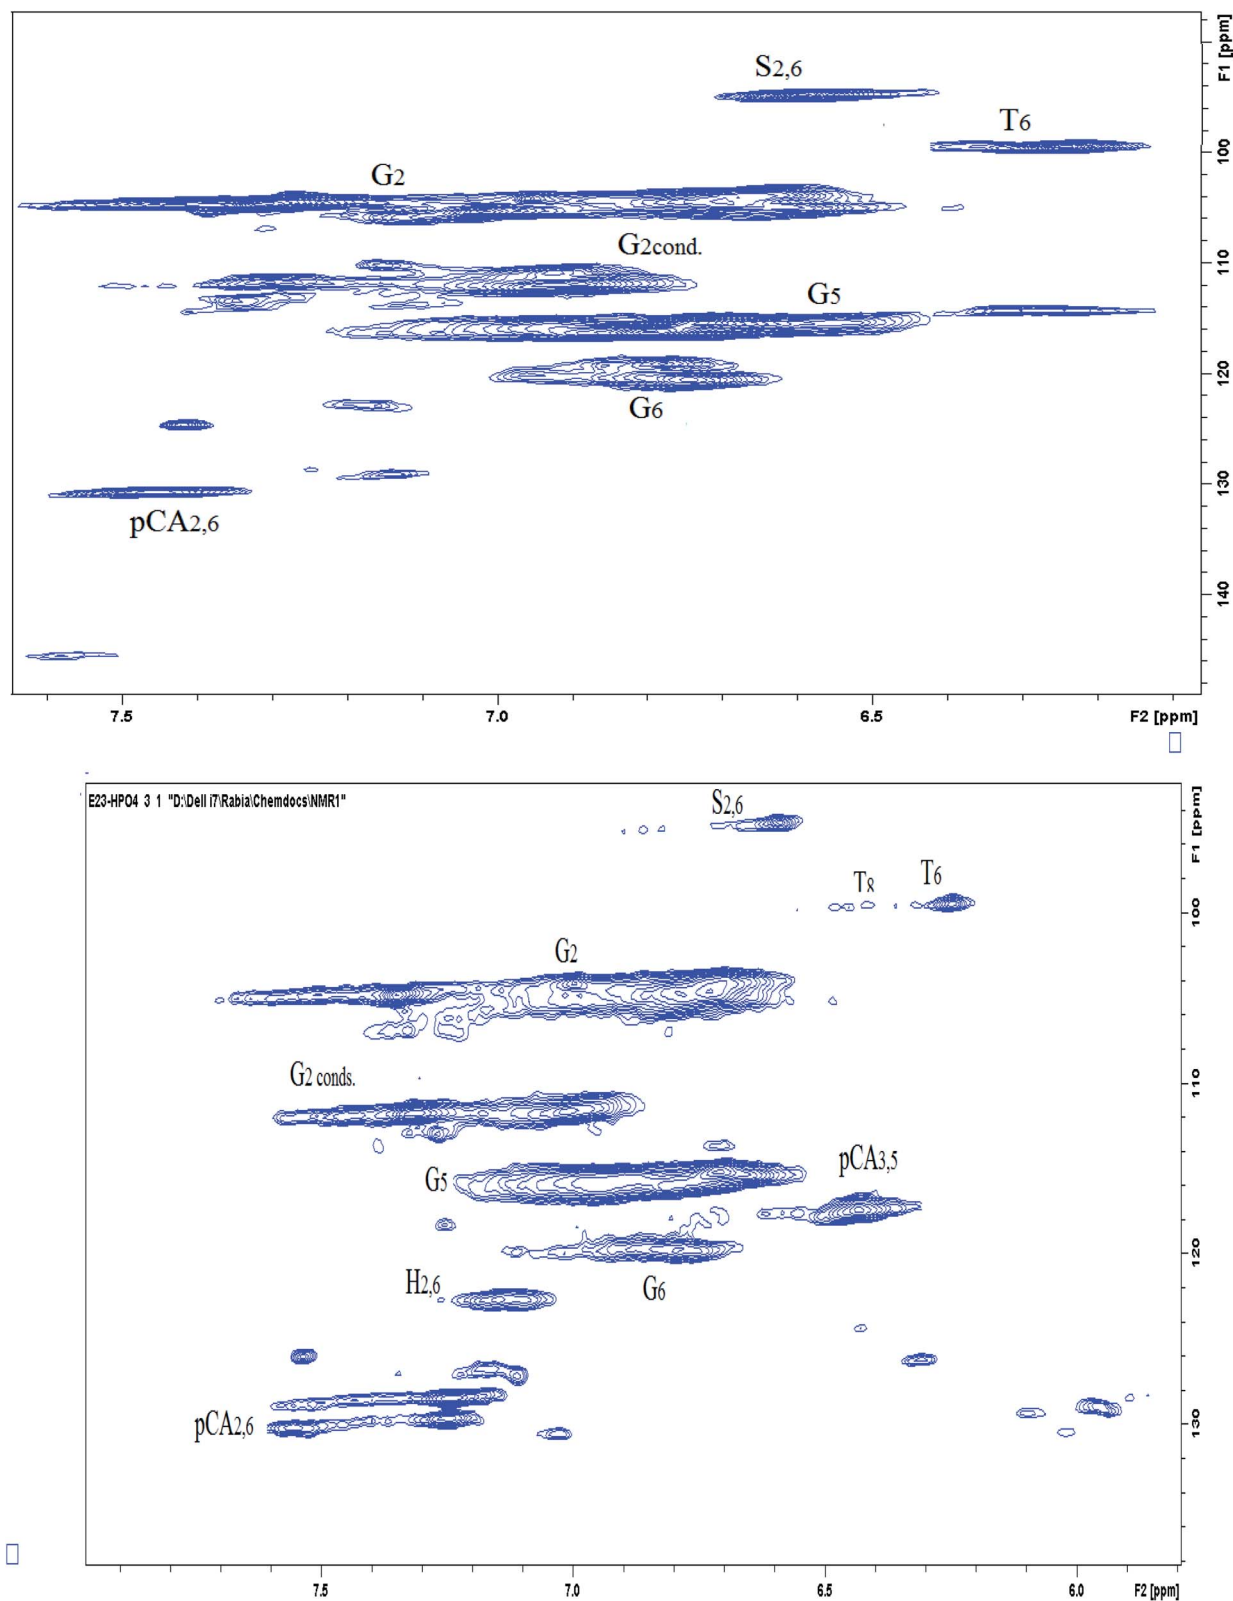 F1 [ppm]
S2,6
T6
100
G2
G2cond.
110
G5
120
G6
130
pCA2,6
140
7.5 7.0 6.5 F2 [ppm]
E23-HPO4 3 1 "D:\Dell i7\Rabia\Chemdocs\NMR1"
S2,6
F1 [ppm]
T8 T6
100
G2
G2 conds.
110
pCA3,5
G5
120
H2,6
G6
pCA2,6
130
7.5 7.0 6.5 6.0 F2 [ppm]